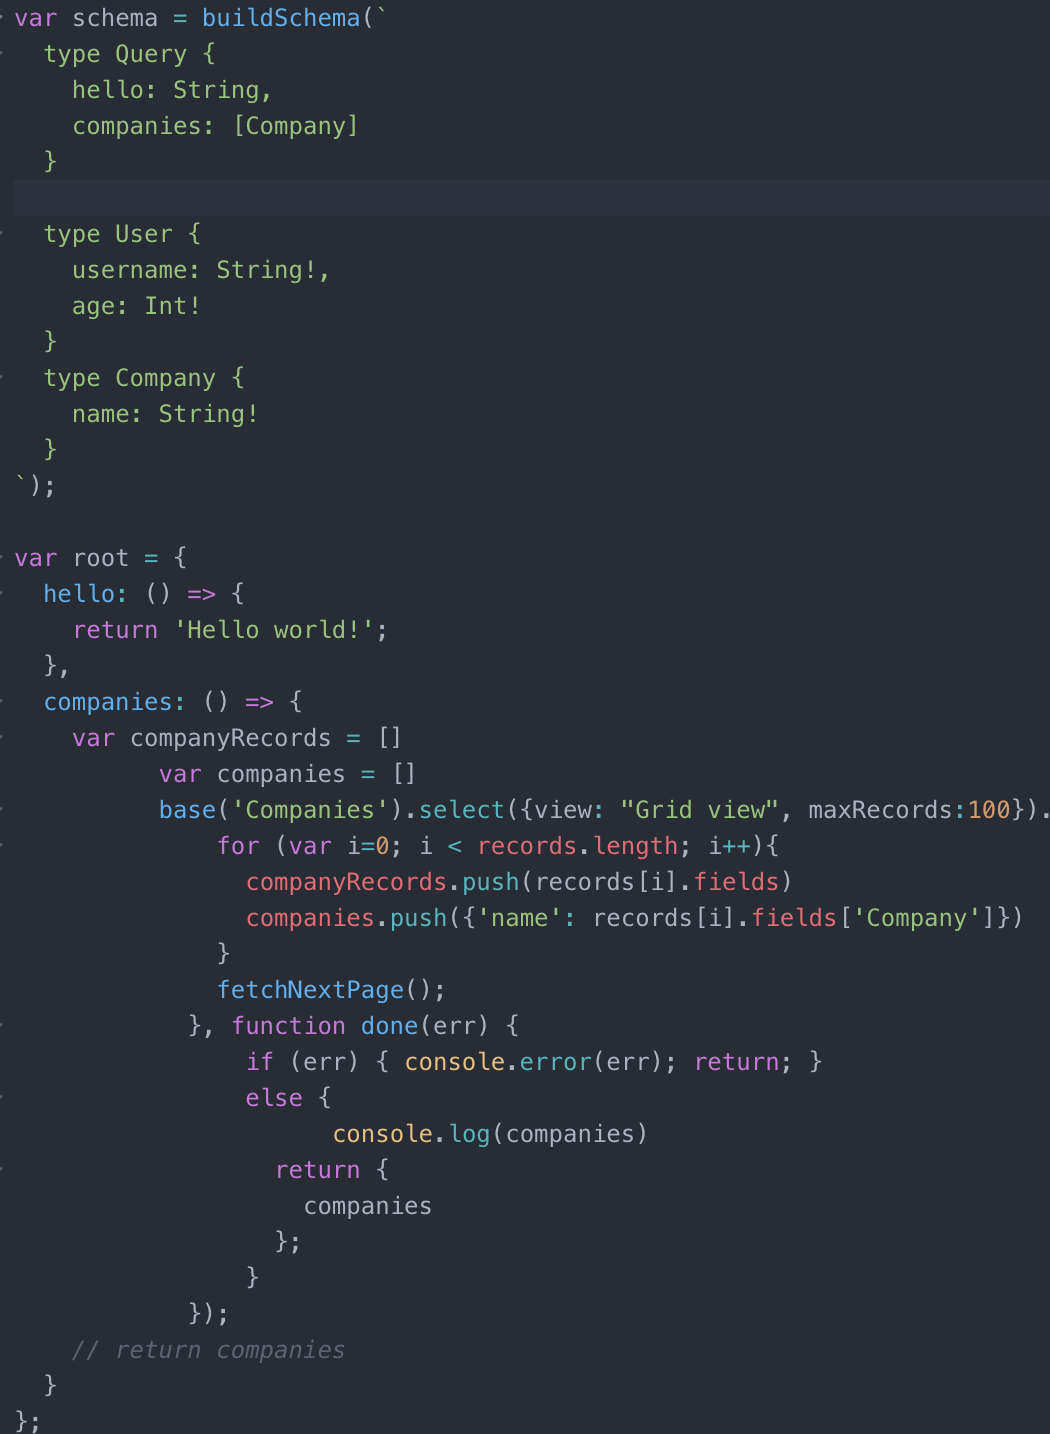 var schema = buildSchema(`
  type Query {
    hello: String,
    companies: [Company]
  }

  type User {
    username: String!,
    age: Int!
  }
  type Company {
    name: String!
  }
`);

var root = {
  hello: () => {
    return 'Hello world!';
  },
  companies: () => {
    var companyRecords = []
          var companies = []
          base('Companies').select({view: "Grid view", maxRecords:100}).
              for (var i=0; i < records.length; i++){
                companyRecords.push(records[i].fields)
                companies.push({'name': records[i].fields['Company']})
              }
              fetchNextPage();
            }, function done(err) {
                if (err) { console.error(err); return; }
                else {
                      console.log(companies)
                  return {
                    companies
                  };
                }
            });
    // return companies
  }
};